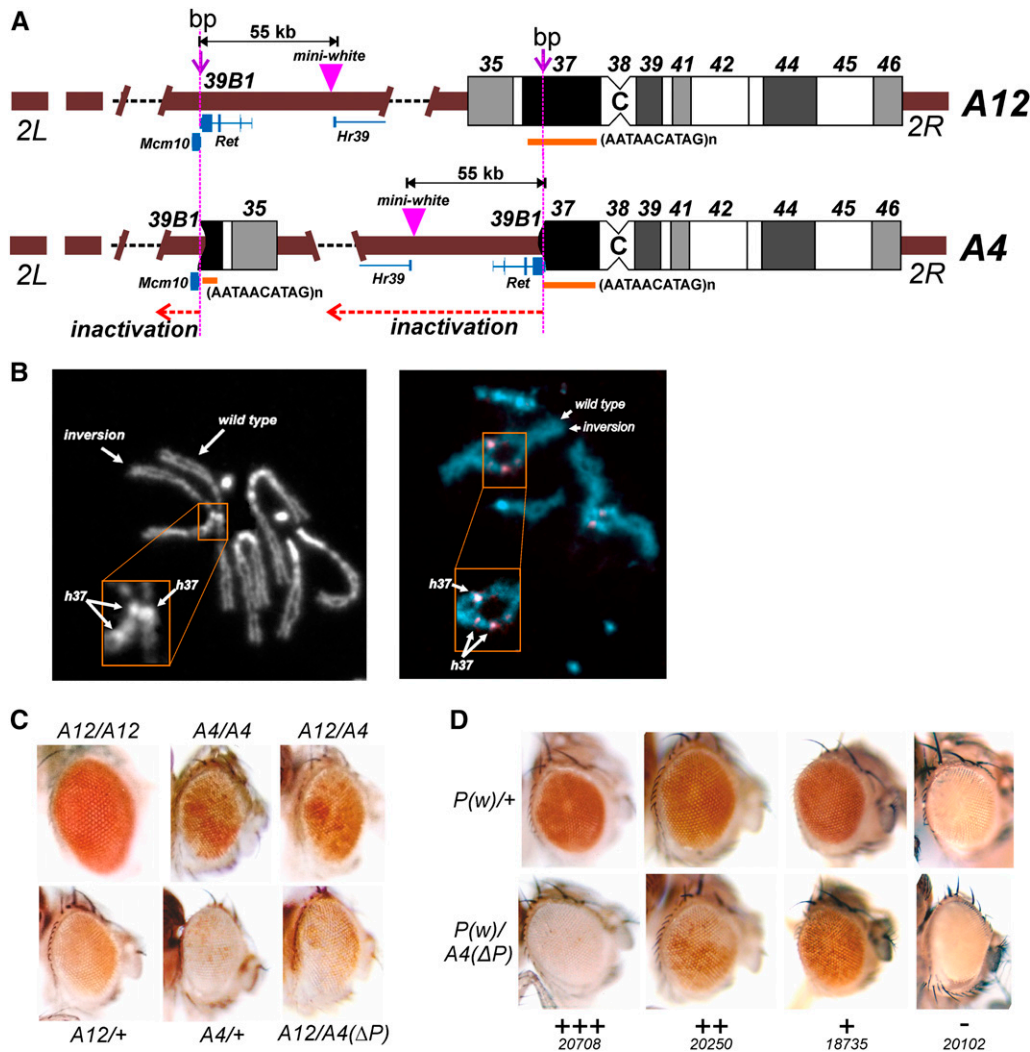 A
bp
55 kb
bp
mini-white
39B1
35
37
38
39
41
42
44
45
46
C
A12
2L
Mcm10
Ret
Hr39
(AATAACATAG)n
2R
55 kb
39B1
35
mini-white
39B1
37
38
39
41
42
44
45
46
C
A4
2L
Mcm10
(AATAACATAG)n
Hr39
Ret
(AATAACATAG)n
2R
inactivation
inactivation
B
inversion
wild type
h37
h37
wild type
inversion
h37
h37
C
A12/A12
A4/A4
A12/A4
A12/+
A4/+
A12/A4(ΔP)
D
P(w)/+
P(w)/
A4(ΔP)
+++
++
+
-
20708
20250
18735
20102